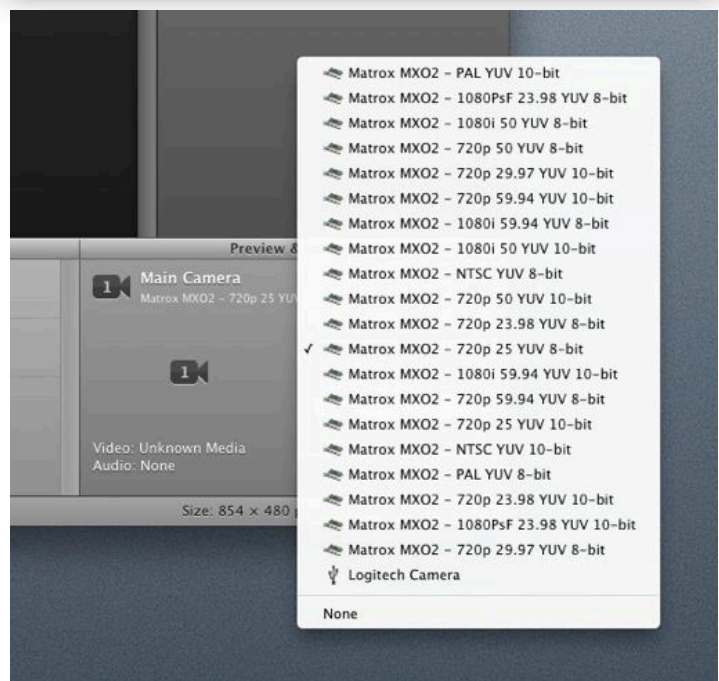 Matrox MXO2 – PAL YUV 10-bit
Matrox MXO2 – 1080PsF 23.98 YUV 8-bit
Matrox MXO2 – 1080i 50 YUV 8-bit
Matrox MXO2 – 720p 50 YUV 8-bit
Matrox MXO2 – 720p 29.97 YUV 10-bit
Matrox MXO2 – 720p 59.94 YUV 10-bit
Matrox MXO2 – 1080i 59.94 YUV 8-bit
Matrox MXO2 – 1080i 50 YUV 10-bit
Matrox MXO2 – NTSC YUV 8-bit
Matrox MXO2 – 720p 50 YUV 10-bit
Matrox MXO2 – 720p 23.98 YUV 8-bit
✓ Matrox MXO2 – 720p 25 YUV 8-bit
Matrox MXO2 – 1080i 59.94 YUV 10-bit
Matrox MXO2 – 720p 59.94 YUV 8-bit
Matrox MXO2 – 720p 25 YUV 10-bit
Matrox MXO2 – NTSC YUV 10-bit
Matrox MXO2 – PAL YUV 8-bit
Matrox MXO2 – 720p 23.98 YUV 10-bit
Matrox MXO2 – 1080PsF 23.98 YUV 10-bit
Matrox MXO2 – 720p 29.97 YUV 8-bit
Logitech Camera
None
Preview &
1 Main Camera
Matrox MXO2 – 720p 25 YUV
1
Video: Unknown Media
Audio: None
Size: 854 × 480